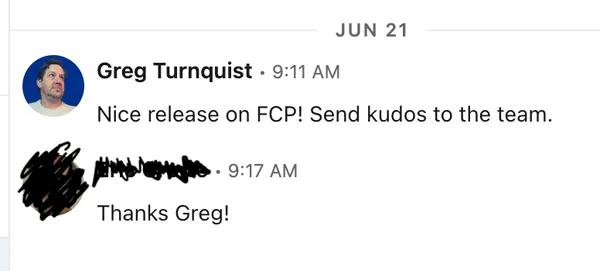 JUN 21
Greg Turnquist • 9:11 AM
Nice release on FCP! Send kudos to the team.
• 9:17 AM
Thanks Greg!